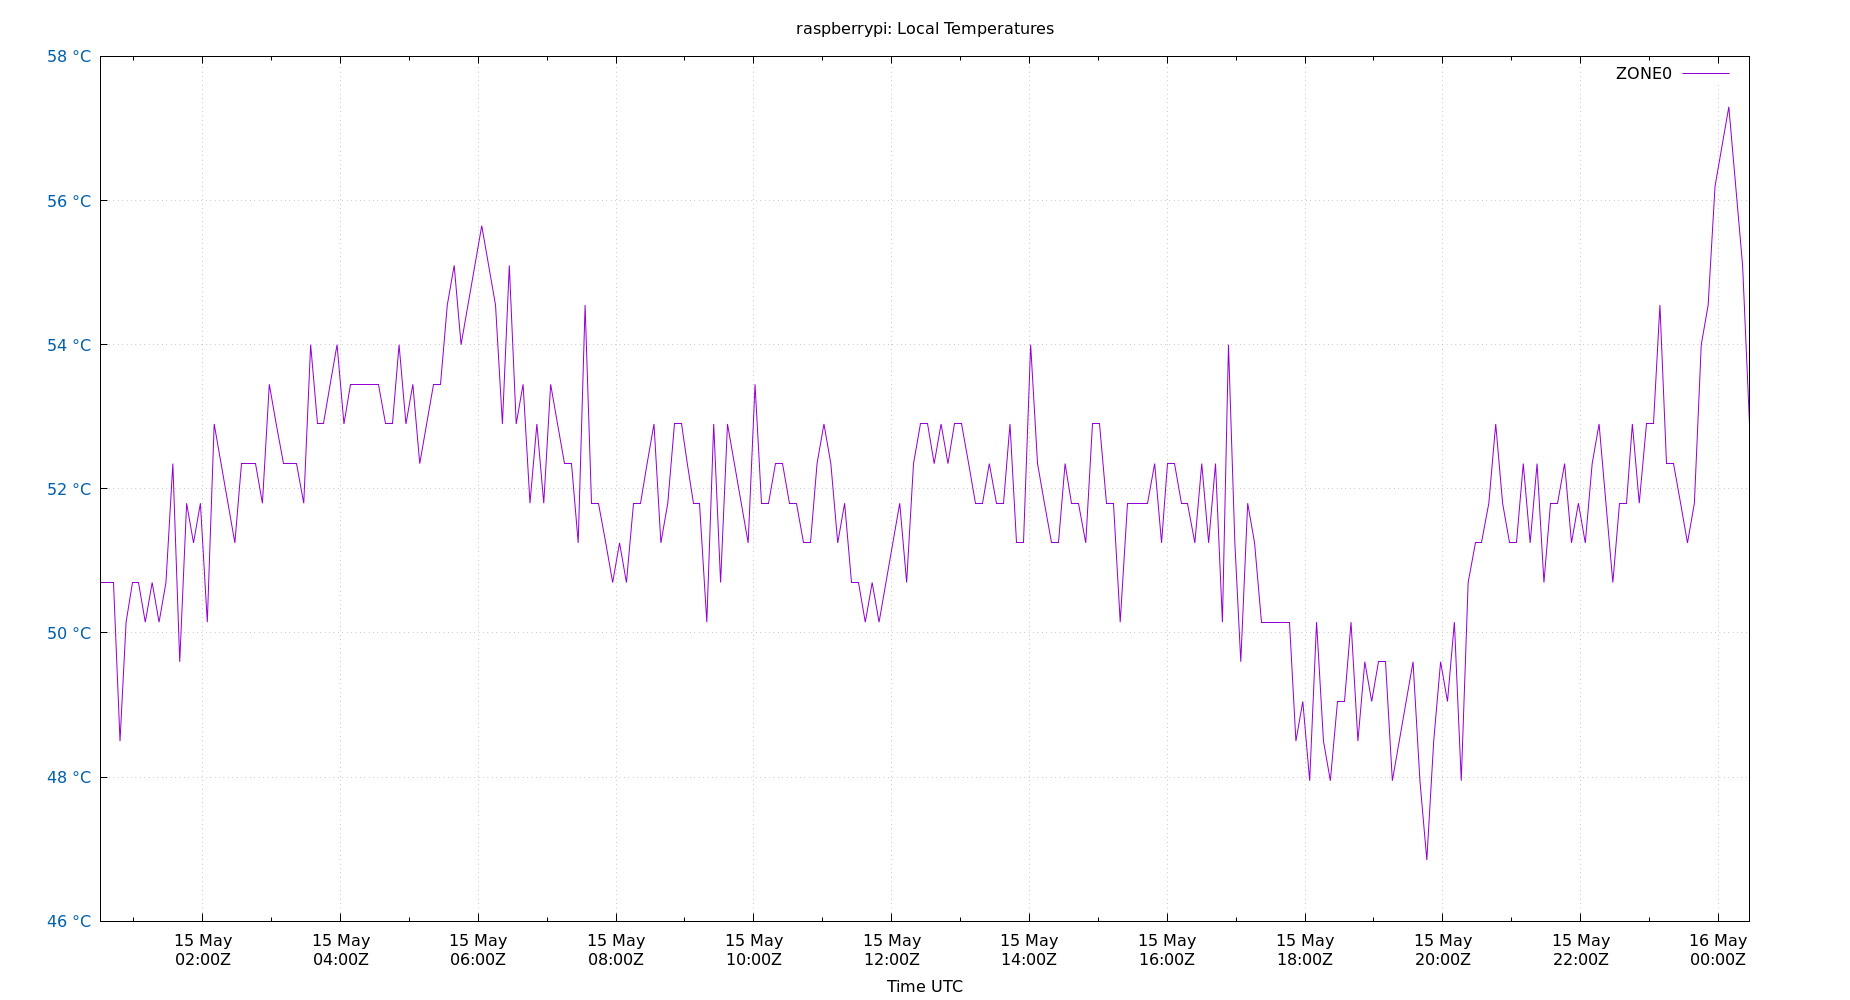 raspberrypi: Local Temperatures
58 °C
ZONE0
56 °C
54 °C
52 °C
50 °C
48 °C
46 °C
15 May 15 May 15 May 15 May 15 May 15 May 15 May 15 May 15 May 15 May 15 May 16 May
02:00Z 04:00Z 06:00Z 08:00Z 10:00Z 12:00Z 14:00Z 16:00Z 18:00Z 20:00Z 22:00Z 00:00Z
Time UTC